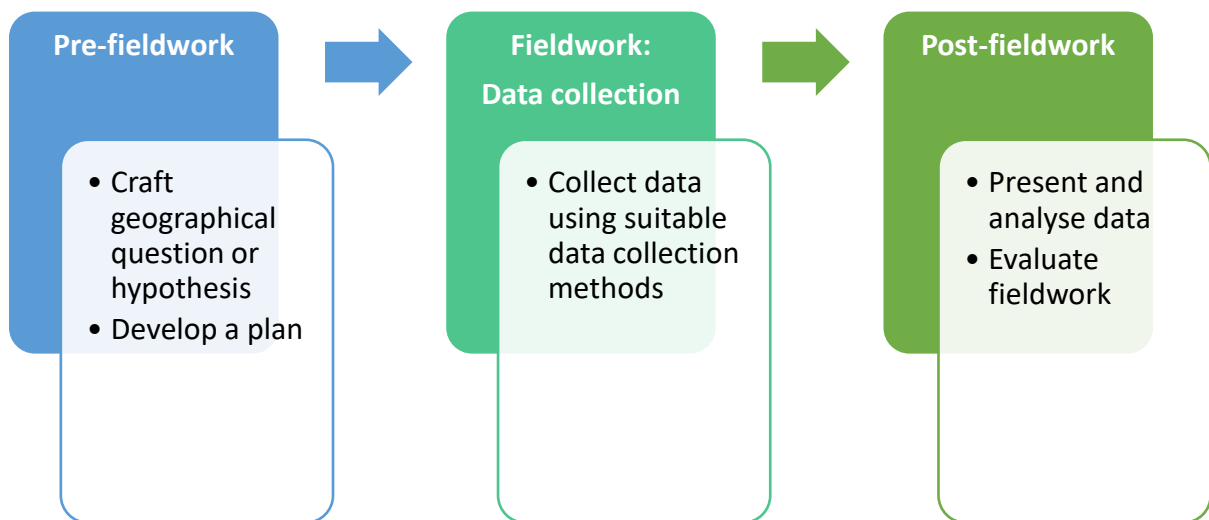 Pre-fieldwork
• Craft
geographical
question or
hypothesis
• Develop a plan
Fieldwork:
Data collection
• Collect data
using suitable
data collection
methods
Post-fieldwork
• Present and
analyse data
• Evaluate
fieldwork